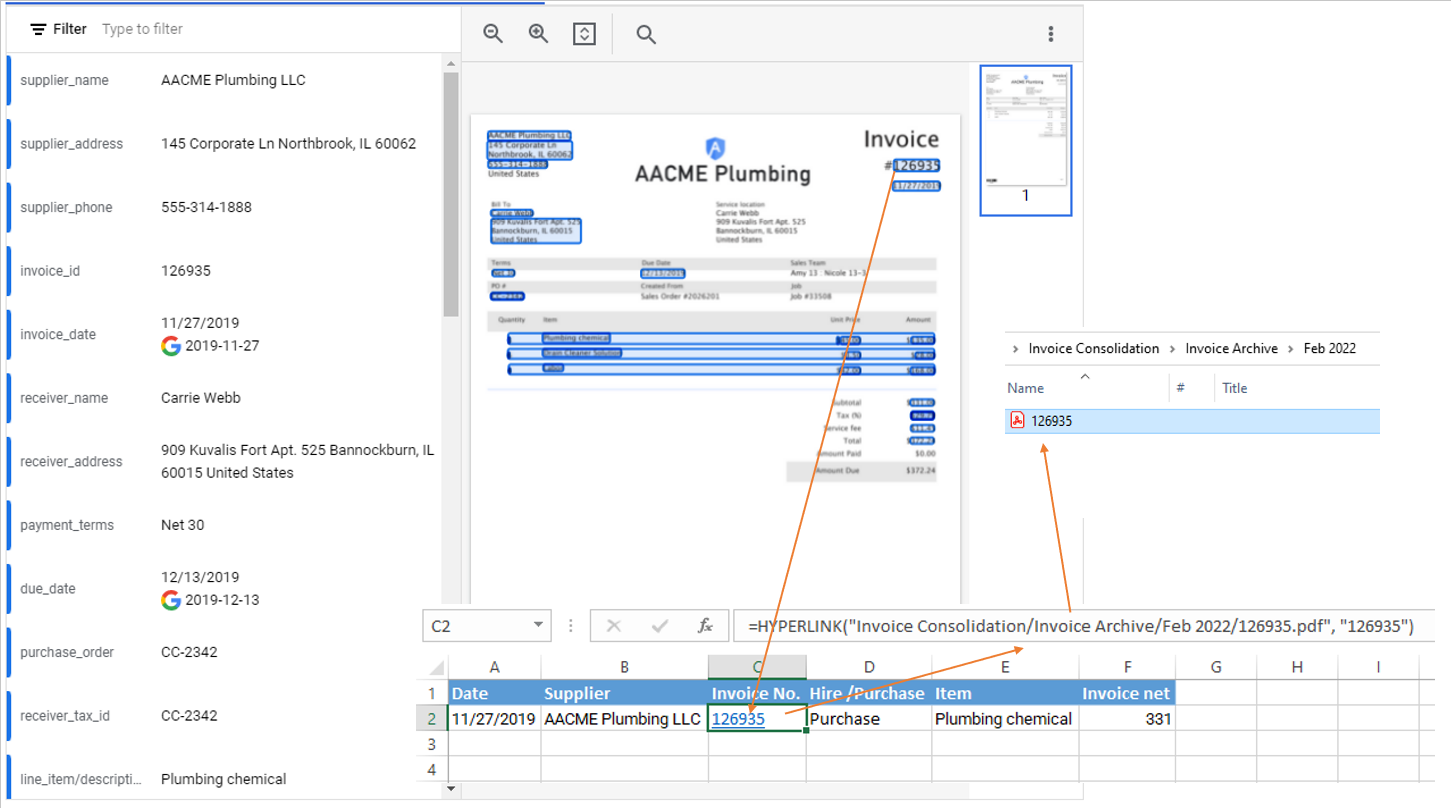 Filter Type to filter
supplier_name AACME Plumbing LLC
supplier_address 145 Corporate Ln Northbrook, IL 60062
supplier_phone 555-314-1888
invoice_id 126935
invoice_date 11/27/2019
2019-11-27
receiver_name Carrie Webb
receiver_address 909 Kuvalis Fort Apt. 525 Bannockburn, IL
60015 United States
payment_terms Net 30
due_date 12/13/2019
2019-12-13
purchase_order CC-2342
receiver_tax_id CC-2342
line_item/descripti... Plumbing chemical
AACME Plumbing LLC
145 Corporate Ln
Northbrook, IL 60062
555-314-1888
United States
AACME Plumbing
Invoice
#126935
11/27/2019
Bill To
Carrie Webb
909 Kuvalis Fort Apt. 525
Bannockburn, IL 60015
United States
Service location
Carrie Webb
909 Kuvalis Fort Apt. 525
Bannockburn, IL 60015
United States
Terms Due Date Sales Team
12/13/2019 Amy 13 : Nicole 13-3
PO # Created From Job
Sales Order #2026201 Job #33508
Quantity Item Unit Price Amount
Plumbing chemical
Drain Cleaner Solution
Subtotal
Tax (%)
Service fee
Total
Amount Paid $0.00
Amount Due $372.24
1
Invoice Consolidation Invoice Archive Feb 2022
Name # Title
126935
C2 fx =HYPERLINK("Invoice Consolidation/Invoice Archive/Feb 2022/126935.pdf", "126935")
A B C D E F G H I
1 Date Supplier Invoice No. Hire /Purchase Item Invoice net
2 11/27/2019 AACME Plumbing LLC 126935 Purchase Plumbing chemical 331
3
4